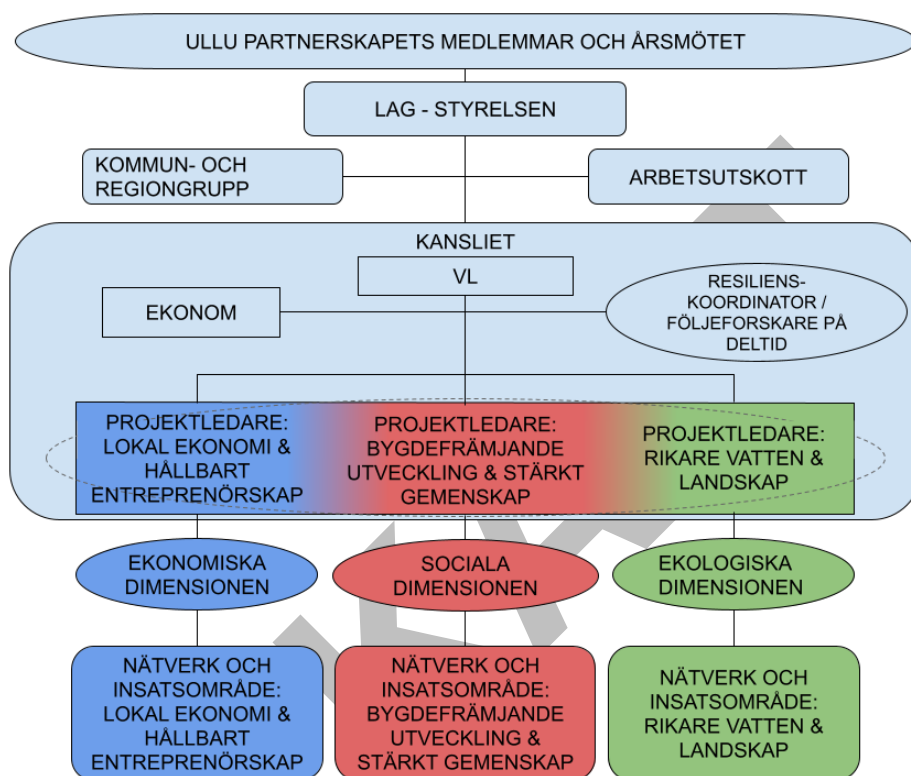 ULLU PARTNERSKAPETS MEDLEMMAR OCH ÅRSMÖTET
LAG - STYRELSEN
KOMMUN- OCH
REGIONGRUPP
ARBETSUTSKOTT
KANSLIET
VL
EKONOM
RESILIENS-
KOORDINATOR /
FÖLJEFORSKARE PÅ
DELTID
PROJEKTLEDARE:
LOKAL EKONOMI &
HÅLLBART
ENTREPRENÖRSKAP
PROJEKTLEDARE:
BYGDEFRÄMJANDE
UTVECKLING & STÄRKT
GEMENSKAP
PROJEKTLEDARE:
RIKARE VATTEN &
LANDSKAP
EKONOMISKA
DIMENSIONEN
SOCIALA
DIMENSIONEN
EKOLOGISKA
DIMENSIONEN
NÄTVERK OCH
INSATSOMRÅDE:
LOKAL EKONOMI &
HÅLLBART
ENTREPRENÖRSKAP
NÄTVERK OCH
INSATSOMRÅDE:
BYGDEFRÄMJANDE
UTVECKLING &
STÄRKT GEMENSKAP
NÄTVERK OCH
INSATSOMRÅDE:
RIKARE VATTEN &
LANDSKAP